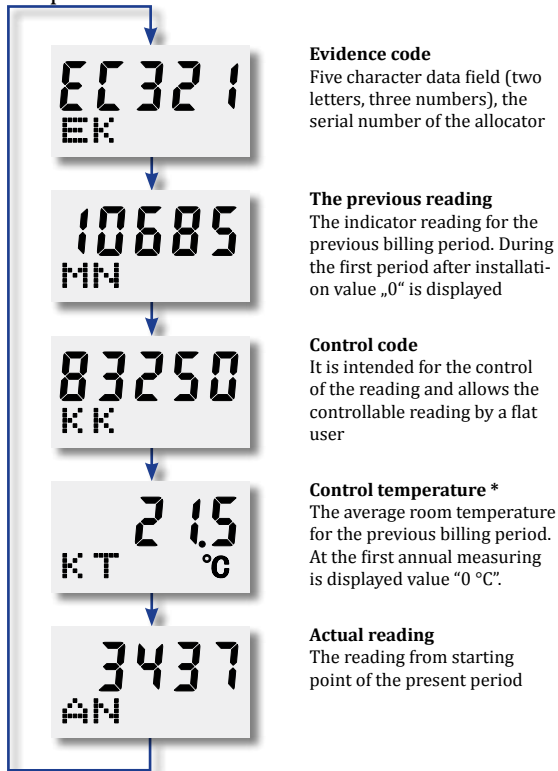 EC321
EK
Evidence code
Five character data field (two
letters, three numbers), the
serial number of the allocator
10685
MN
The previous reading
The indicator reading for the
previous billing period. During
the first period after installati-
on value „0“ is displayed
83250
KK
Control code
It is intended for the control
of the reading and allows the
controllable reading by a flat
user
21.5
KT °C
Control temperature *
The average room temperature
for the previous billing period.
At the first annual measuring
is displayed value “0 °C”.
3437
AN
Actual reading
The reading from starting
point of the present period